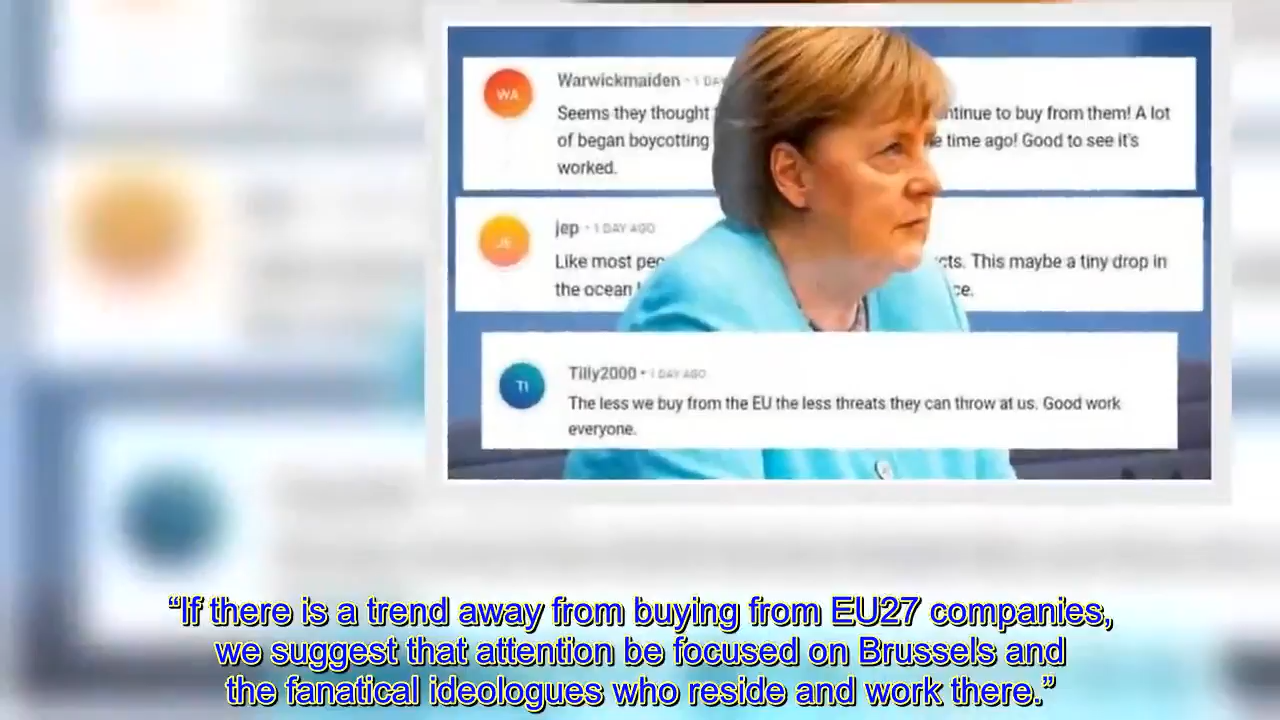 WA
Warwickmaiden • 1 DAY
Seems they thought ntinue to buy from them! A lot
of began boycotting e time ago! Good to see it's
worked.
JE
jep • 1 DAY AGO
Like most peo cts. This maybe a tiny drop in
the ocean ce.
TI
Tilly2000 • 1 DAY AGO
The less we buy from the EU the less threats they can throw at us. Good work
everyone.
“If there is a trend away from buying from EU27 companies,
we suggest that attention be focused on Brussels and
the fanatical ideologues who reside and work there.”